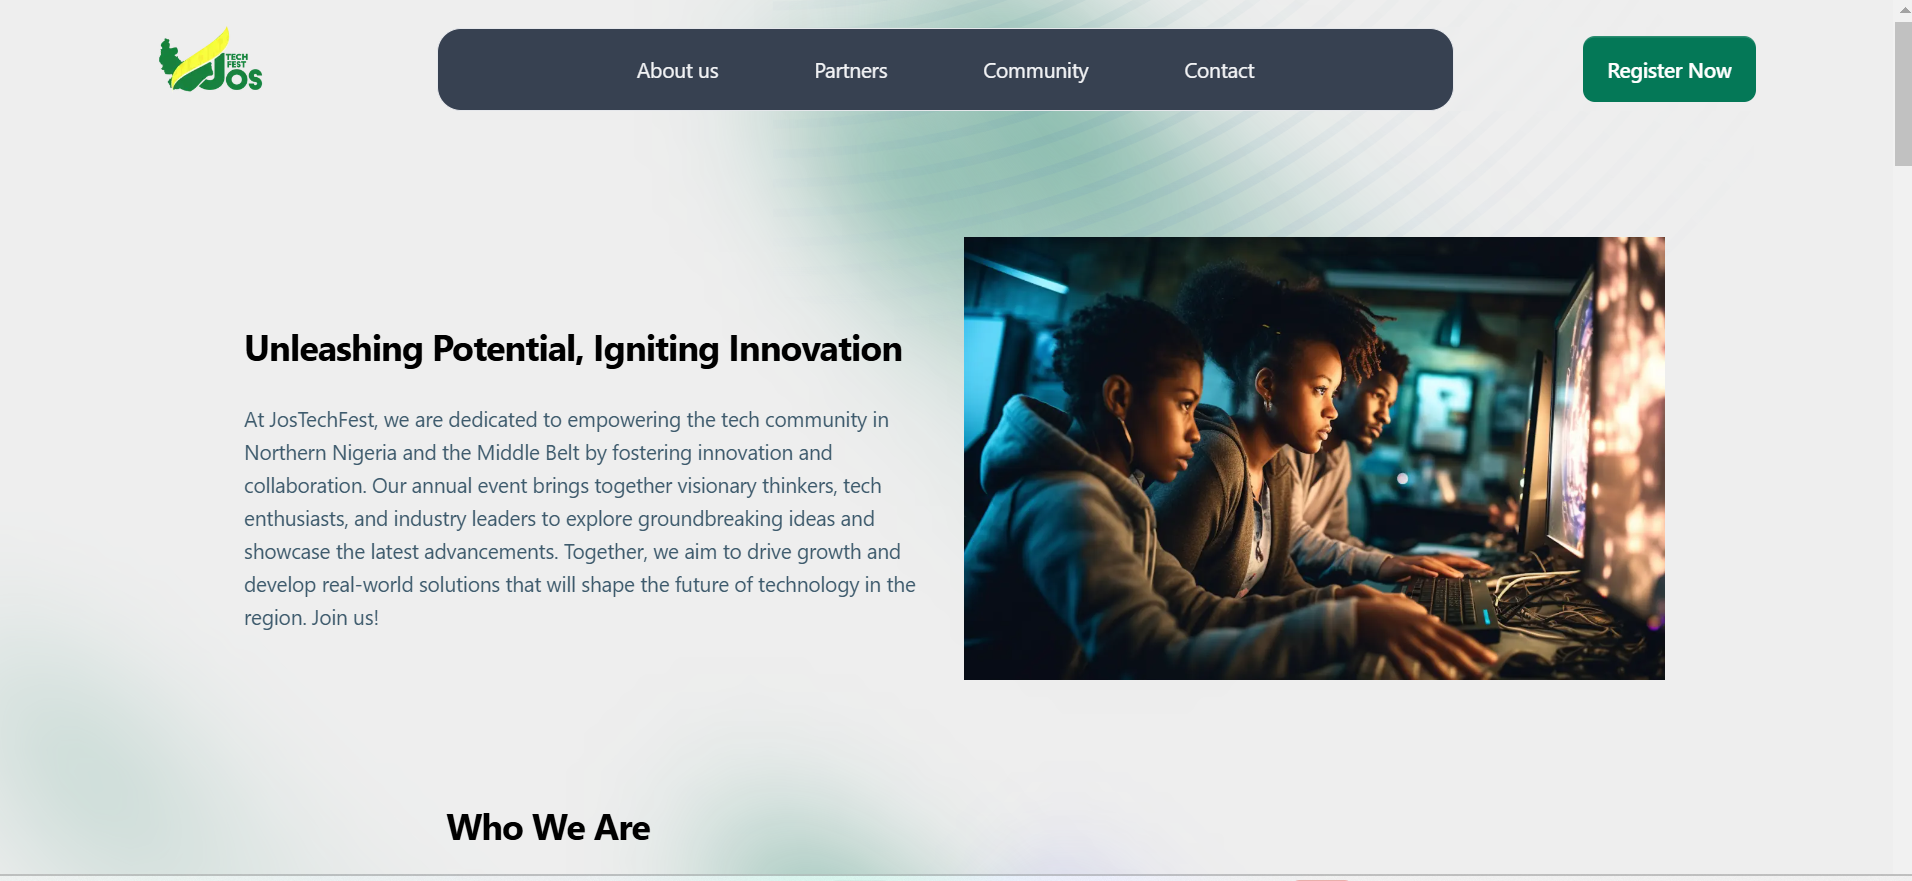 TECH
FEST
JOS
About us
Partners
Community
Contact
Register Now
Unleashing Potential, Igniting Innovation
At JosTechFest, we are dedicated to empowering the tech community in
Northern Nigeria and the Middle Belt by fostering innovation and
collaboration. Our annual event brings together visionary thinkers, tech
enthusiasts, and industry leaders to explore groundbreaking ideas and
showcase the latest advancements. Together, we aim to drive growth and
develop real-world solutions that will shape the future of technology in the
region. Join us!
Who We Are